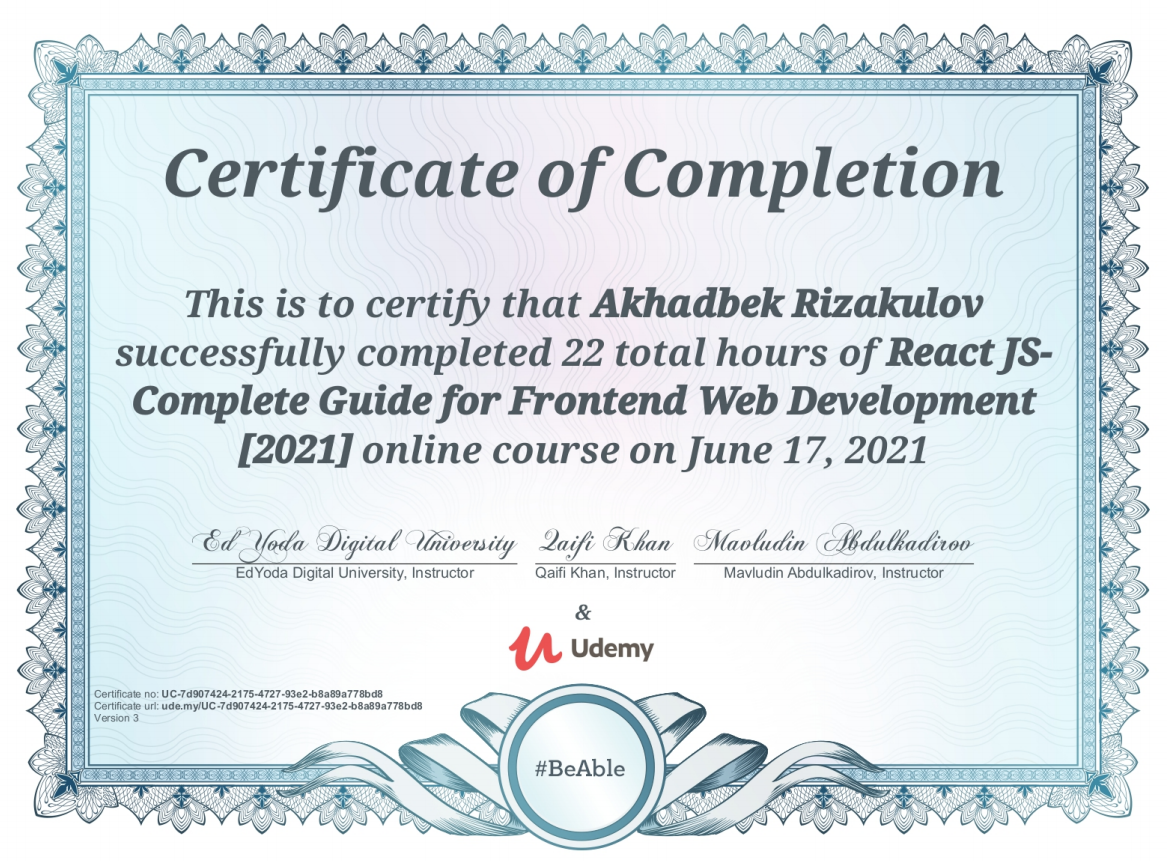 Certificate of Completion
This is to certify that Akhadbek Rizakulov
successfully completed 22 total hours of React JS-
Complete Guide for Frontend Web Development
[2021] online course on June 17, 2021
Ed Yoda Digital University Qaifi Khan Mavludin Abdulkadirov
EdYoda Digital University, Instructor Qaifi Khan, Instructor Mavludin Abdulkadirov, Instructor
&
Udemy
Certificate no: UC-7d907424-2175-4727-93e2-b8a89a778bd8
Certificate url: ude.my/UC-7d907424-2175-4727-93e2-b8a89a778bd8
Version 3
#BeAble